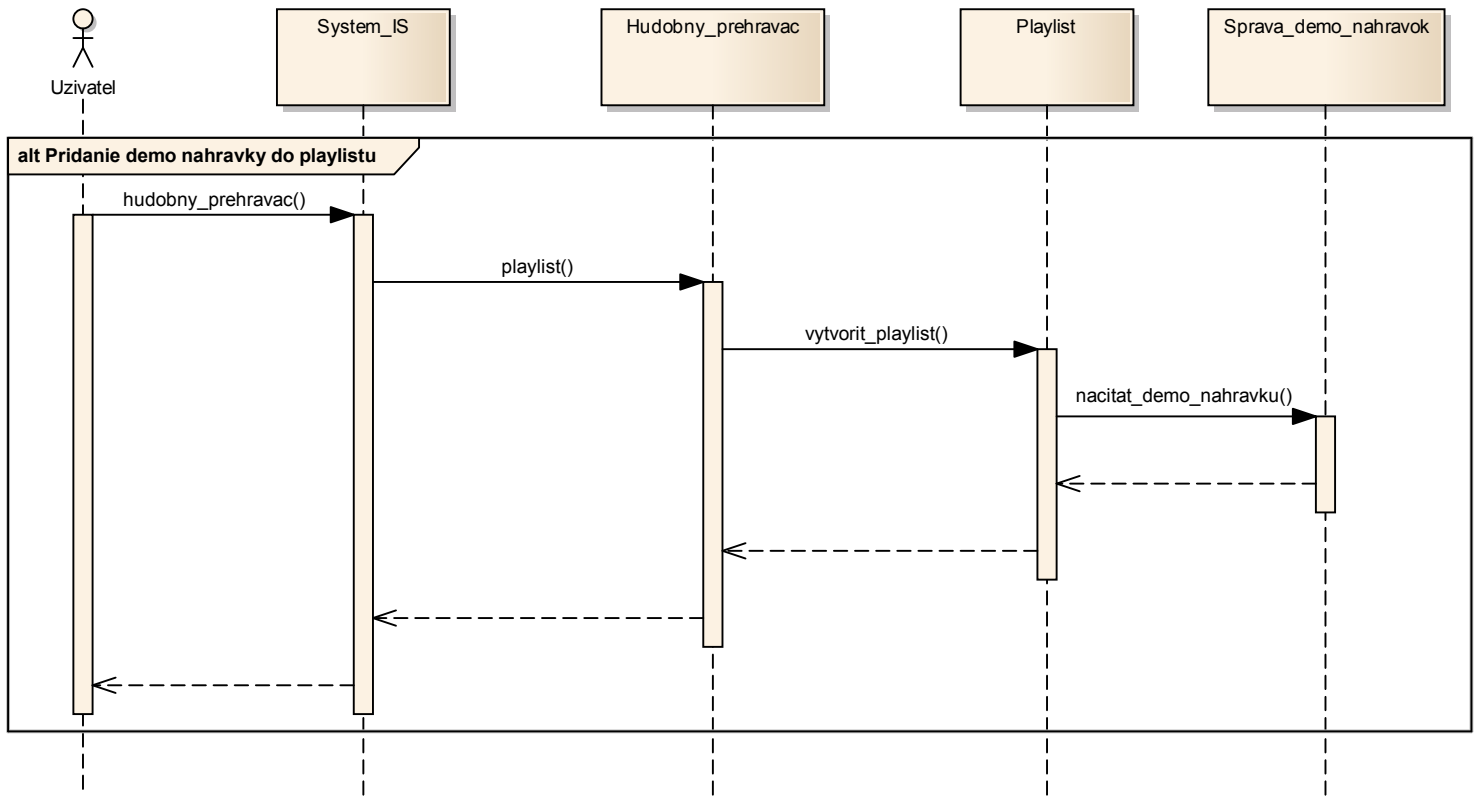 Uzivatel
System_IS
Hudobny_prehravac
Playlist
Sprava_demo_nahravok
alt Pridanie demo nahravky do playlistu
hudobny_prehravac()
playlist()
vytvorit_playlist()
nacitat_demo_nahravku()